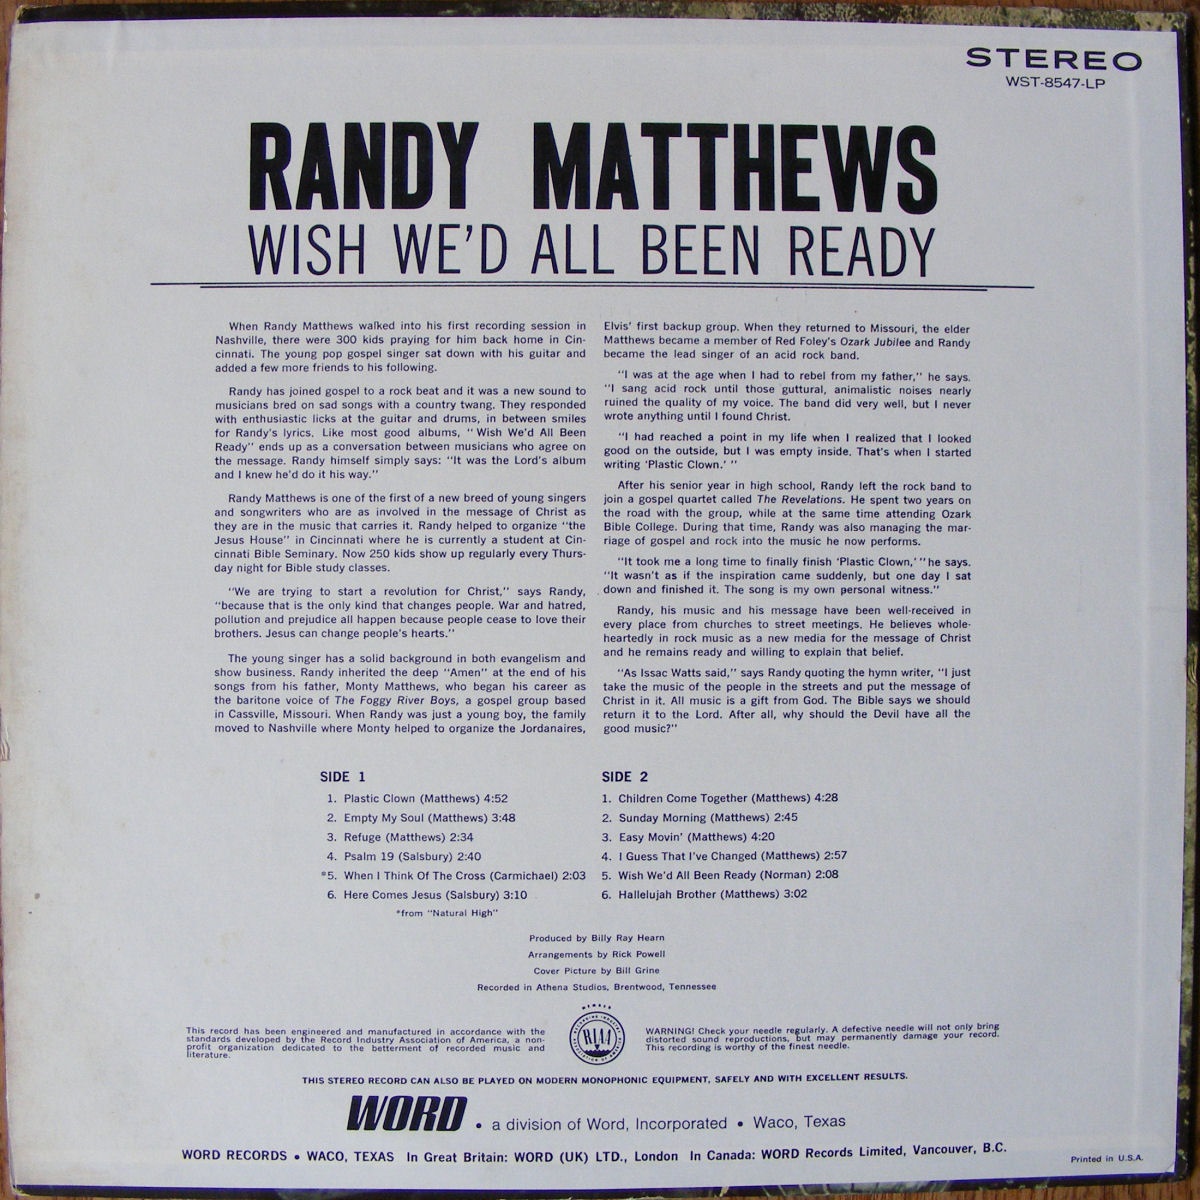 STEREO
WST-8547-LP
RANDY MATTHEWS
WISH WE'D ALL BEEN READY
When Randy Matthews walked into his first recording session in
Nashville, there were 300 kids praying for him back home in Cin-
cinnati. The young pop gospel singer sat down with his guitar and
added a few more friends to his following.
Randy has joined gospel to a rock beat and it was a new sound to
musicians bred on sad songs with a country twang. They responded
with enthusiastic licks at the guitar and drums, in between smiles
for Randy's lyrics. Like most good albums, "Wish We'd All Been
Ready" ends up as a conversation between musicians who agree on
the message. Randy himself simply says: "It was the Lord's album
and I knew he'd do it his way."
Randy Matthews is one of the first of a new breed of young singers
and songwriters who are as involved in the message of Christ as
they are in the music that carries it. Randy helped to organize "the
Jesus House" in Cincinnati where he is currently a student at Cin-
cinnati Bible Seminary. Now 250 kids show up regularly every Thurs-
day night for Bible study classes.
"We are trying to start a revolution for Christ," says Randy,
"because that is the only kind that changes people. War and hatred,
pollution and prejudice all happen because people cease to love their
brothers. Jesus can change people's hearts."
The young singer has a solid background in both evangelism and
show business. Randy inherited the deep "Amen" at the end of his
songs from his father, Monty Matthews, who began his career as
the baritone voice of The Foggy River Boys, a gospel group based
in Cassville, Missouri. When Randy was just a young boy, the family
moved to Nashville where Monty helped to organize the Jordanaires,
Elvis' first backup group. When they returned to Missouri, the elder
Matthews became a member of Red Foley's Ozark Jubilee and Randy
became the lead singer of an acid rock band.
"I was at the age when I had to rebel from my father," he says.
"I sang acid rock until those guttural, animalistic noises nearly
ruined the quality of my voice. The band did very well, but I never
wrote anything until I found Christ.
"I had reached a point in my life when I realized that I looked
good on the outside, but I was empty inside. That's when I started
writing 'Plastic Clown.' "
After his senior year in high school, Randy left the rock band to
join a gospel quartet called The Revelations. He spent two years on
the road with the group, while at the same time attending Ozark
Bible College. During that time, Randy was also managing the mar-
riage of gospel and rock into the music he now performs.
"It took me a long time to finally finish 'Plastic Clown,' " he says.
"It wasn't as if the inspiration came suddenly, but one day I sat
down and finished it. The song is my own personal witness."
Randy, his music and his message have been well-received in
every place from churches to street meetings. He believes whole-
heartedly in rock music as a new media for the message of Christ
and he remains ready and willing to explain that belief.
"As Issac Watts said," says Randy quoting the hymn writer, "I just
take the music of the people in the streets and put the message of
Christ in it. All music is a gift from God. The Bible says we should
return it to the Lord. After all, why should the Devil have all the
good music?"
SIDE 1
1. Plastic Clown (Matthews) 4:52
2. Empty My Soul (Matthews) 3:48
3. Refuge (Matthews) 2:34
4. Psalm 19 (Salsbury) 2:40
*5. When I Think Of The Cross (Carmichael) 2:03
6. Here Comes Jesus (Salsbury) 3:10
*from "Natural High"
SIDE 2
1. Children Come Together (Matthews) 4:28
2. Sunday Morning (Matthews) 2:45
3. Easy Movin' (Matthews) 4:20
4. I Guess That I've Changed (Matthews) 2:57
5. Wish We'd All Been Ready (Norman) 2:08
6. Hallelujah Brother (Matthews) 3:02
Produced by Billy Ray Hearn
Arrangements by Rick Powell
Cover Picture by Bill Grine
Recorded in Athena Studios, Brentwood, Tennessee
This record has been engineered and manufactured in accordance with the
standards developed by the Record Industry Association of America, a non-
profit organization dedicated to the betterment of recorded music and
literature.
MEMBER
RECORDING INDUSTRY
RIAA
ASSOCIATION OF AMERICA
WARNING! Check your needle regularly. A defective needle will not only bring
distorted sound reproductions, but may permanently damage your record.
This recording is worthy of the finest needle.
THIS STEREO RECORD CAN ALSO BE PLAYED ON MODERN MONOPHONIC EQUIPMENT, SAFELY AND WITH EXCELLENT RESULTS.
WORD • a division of Word, Incorporated • Waco, Texas
WORD RECORDS • WACO, TEXAS In Great Britain: WORD (UK) LTD., London In Canada: WORD Records Limited, Vancouver, B.C.
Printed in U.S.A.